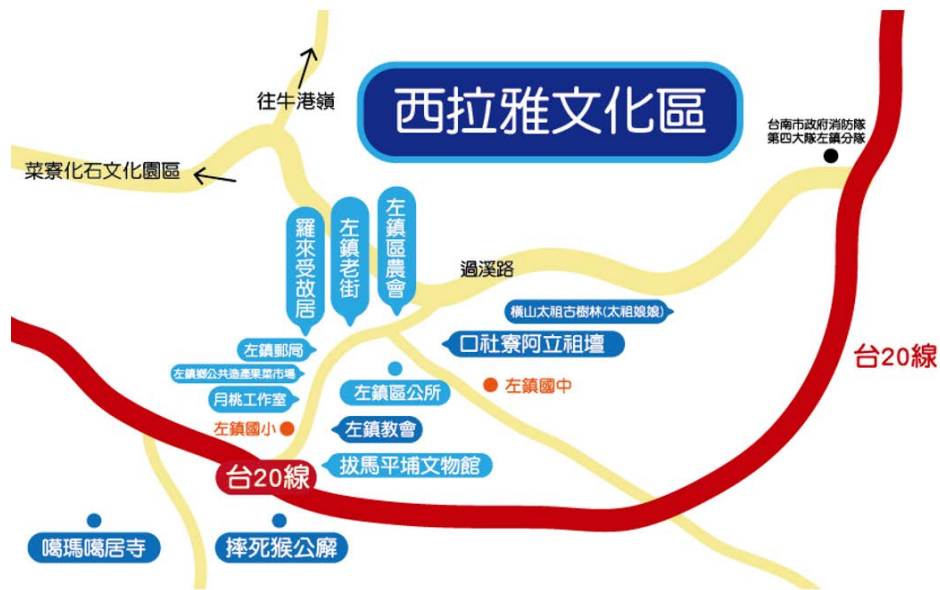 往牛港嶺
西拉雅文化區
台南市政府消防隊
第四大隊左鎮分隊
菜寮化石文化園區
羅來受故居
左鎮老街
左鎮區農會
過溪路
橫山太祖古樹林(太祖娘娘)
口社寮阿立祖壇
左鎮郵局
台20線
左鎮鄉公共造產果菜市場
左鎮國中
月桃工作室
左鎮區公所
左鎮國小
左鎮教會
拔馬平埔文物館
台20線
噶瑪噶居寺
摔死猴公廨